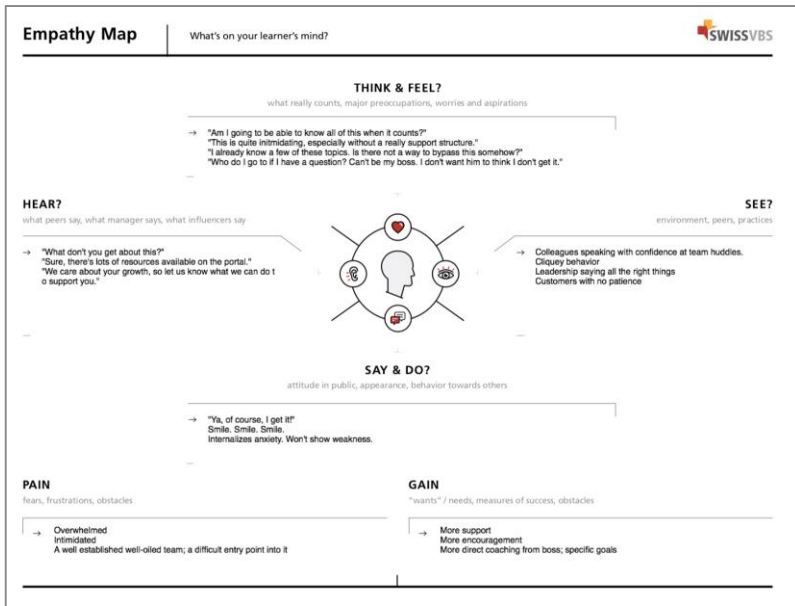 Empathy Map
What's on your learner's mind?
SWISSVBS
THINK & FEEL?
what really counts, major preoccupations, worries and aspirations
→ "Am I going to be able to know all of this when it counts?"
"This is quite initmidating, especially without a really support structure."
"I already know a few of these topics. Is there not a way to bypass this somehow?"
"Who do I go to if I have a question? Can't be my boss. I don't want him to think I don't get it."
HEAR?
what peers say, what manager says, what influencers say
→ "What don't you get about this?"
"Sure, there's lots of resources available on the portal."
"We care about your growth, so let us know what we can do t
o support you."
SEE?
environment, peers, practices
→ Colleagues speaking with confidence at team huddles.
Cliquey behavior
Leadership saying all the right things
Customers with no patience
SAY & DO?
attitude in public, appearance, behavior towards others
→ "Ya, of course, I get it!"
Smile. Smile. Smile.
Internalizes anxiety. Won't show weakness.
PAIN
fears, frustrations, obstacles
→ Overwhelmed
Intimidated
A well established well-oiled team; a difficult entry point into it
GAIN
"wants" / needs, measures of success, obstacles
→ More support
More encouragement
More direct coaching from boss; specific goals